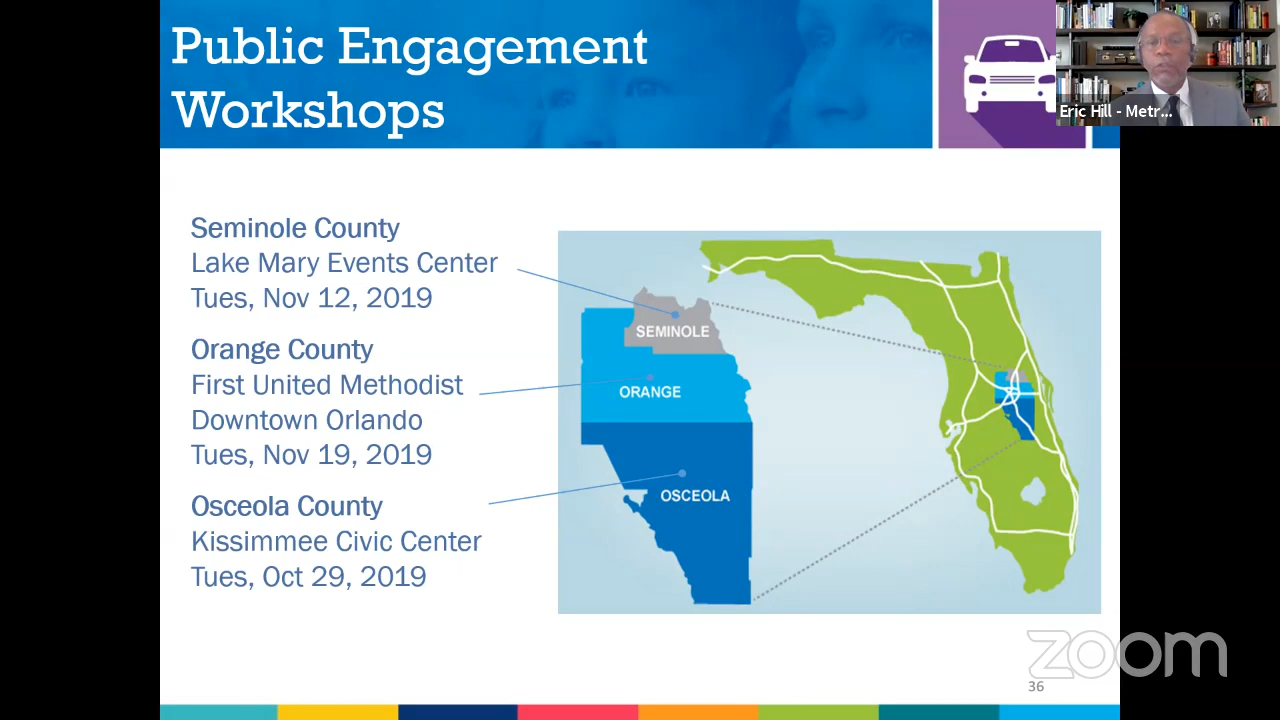 Public Engagement
Workshops
Eric Hill - Metr...
Seminole County
Lake Mary Events Center
Tues, Nov 12, 2019
Orange County
First United Methodist
Downtown Orlando
Tues, Nov 19, 2019
Osceola County
Kissimmee Civic Center
Tues, Oct 29, 2019
SEMINOLE
ORANGE
OSCEOLA
zoom
36